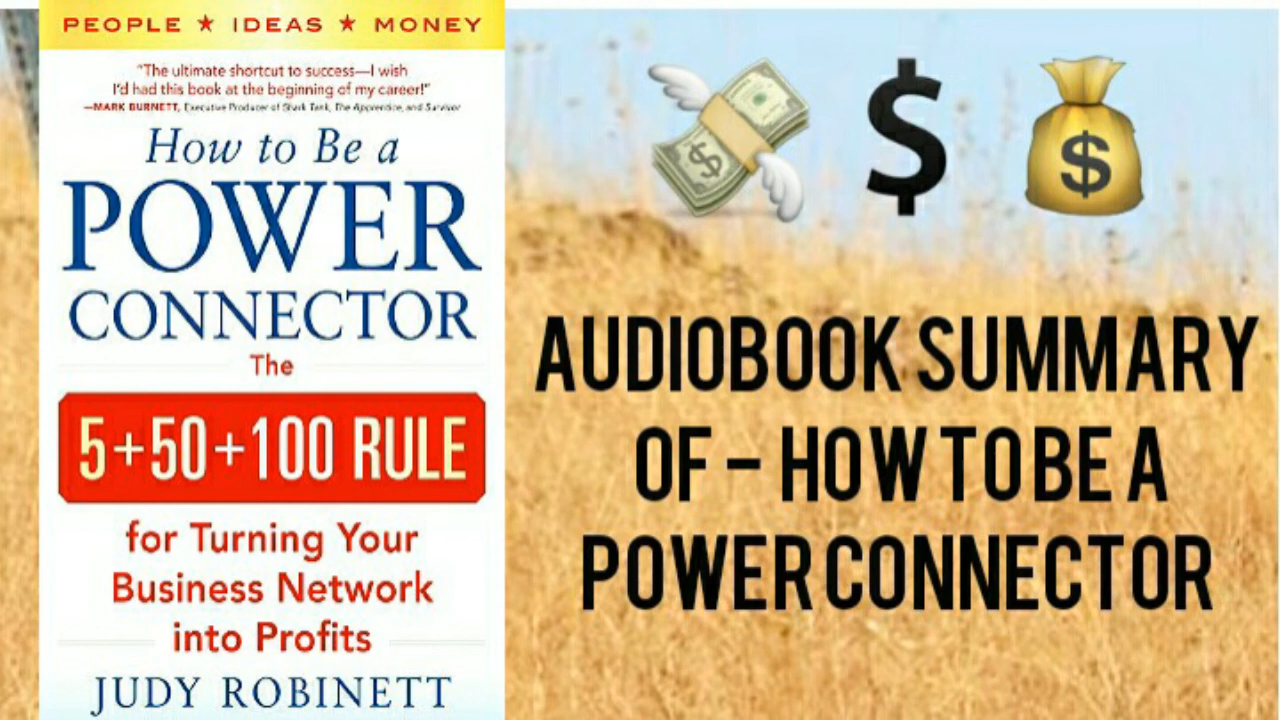 PEOPLE ★ IDEAS ★ MONEY
"The ultimate shortcut to success—I wish
I'd had this book at the beginning of my career!"
—MARK BURNETT, Executive Producer of Shark Tank, The Apprentice, and Survivor
How to Be a
POWER
CONNECTOR
The
5+50+100 RULE
for Turning Your
Business Network
into Profits
JUDY ROBINETT
$ $ $
AUDIOBOOK SUMMARY
OF - HOW TO BE A
POWER CONNECTOR